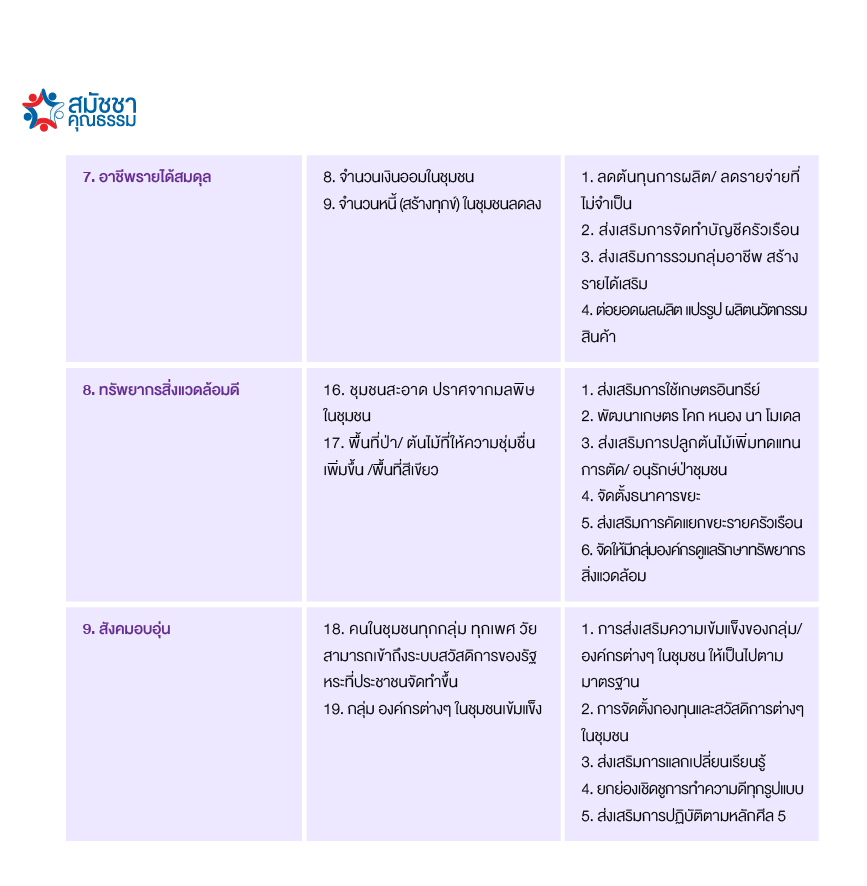 สมัชชา
คุณธรรม
7. อาชีพรายได้สมดุล
8. จำนวนเงินออมในชุมชน
9. จำนวนหนี้ (สร้างทุกข์) ในชุมชนลดลง
1. ลดต้นทุนการผลิต/ ลดรายจ่ายที่
ไม่จำเป็น
2. ส่งเสริมการจัดทำบัญชีครัวเรือน
3. ส่งเสริมการรวมกลุ่มอาชีพ สร้าง
รายได้เสริม
4. ต่อยอดผลผลิต แปรรูป ผลิตนวัตกรรม
สินค้า
8. ทรัพยากรสิ่งแวดล้อมดี
16. ชุมชนสะอาด ปราศจากมลพิษ
ในชุมชน
17. พื้นที่ป่า/ ต้นไม้ที่ให้ความชุ่มชื่น
เพิ่มขึ้น /พื้นที่สีเขียว
1. ส่งเสริมการใช้เกษตรอินทรีย์
2. พัฒนาเกษตร โคก หนอง นา โมเดล
3. ส่งเสริมการปลูกต้นไม้เพิ่มทดแทน
การตัด/ อนุรักษ์ป่าชุมชน
4. จัดตั้งธนาคารขยะ
5. ส่งเสริมการคัดแยกขยะรายครัวเรือน
6. จัดให้มีกลุ่มองค์กรดูแลรักษาทรัพยากร
สิ่งแวดล้อม
9. สังคมอบอุ่น
18. คนในชุมชนทุกกลุ่ม ทุกเพศ วัย
สามารถเข้าถึงระบบสวัสดิการของรัฐ
หระที่ประชาชนจัดทำขึ้น
19. กลุ่ม องค์กรต่างๆ ในชุมชนเข้มแข็ง
1. การส่งเสริมความเข้มแข็งของกลุ่ม/
องค์กรต่างๆ ในชุมชน ให้เป็นไปตาม
มาตรฐาน
2. การจัดตั้งกองทุนและสวัสดิการต่างๆ
ในชุมชน
3. ส่งเสริมการแลกเปลี่ยนเรียนรู้
4. ยกย่องเชิดชูการทำความดีทุกรูปแบบ
5. ส่งเสริมการปฏิบัติตามหลักศีล 5